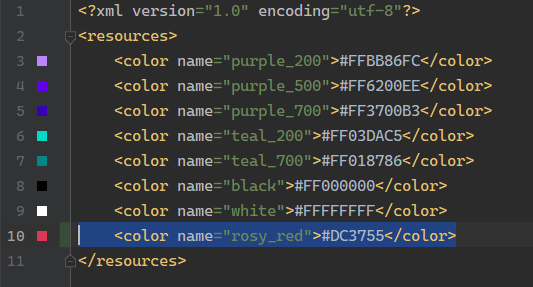 1 <?xml version="1.0" encoding="utf-8"?>
2 <resources>
3 <color name="purple_200">#FFBB86FC</color>
4 <color name="purple_500">#FF6200EE</color>
5 <color name="purple_700">#FF3700B3</color>
6 <color name="teal_200">#FF03DAC5</color>
7 <color name="teal_700">#FF018786</color>
8 <color name="black">#FF000000</color>
9 <color name="white">#FFFFFFFF</color>
10 <color name="rosy_red">#DC3755</color>
11 </resources>